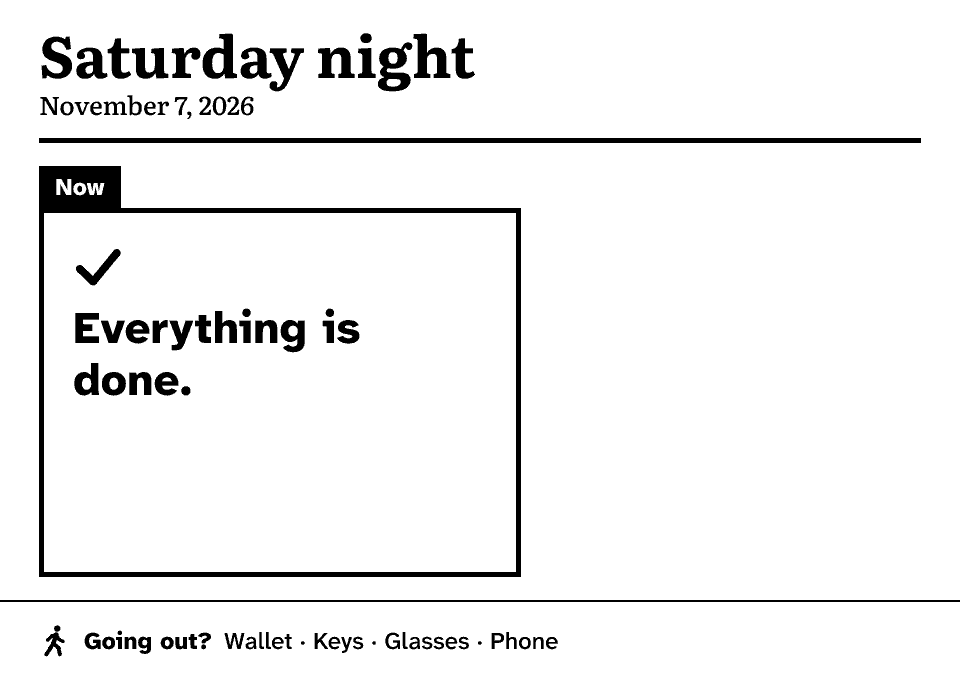 Saturday night
November 7, 2026
Now
Everything is
done.
Going out? Wallet · Keys · Glasses · Phone